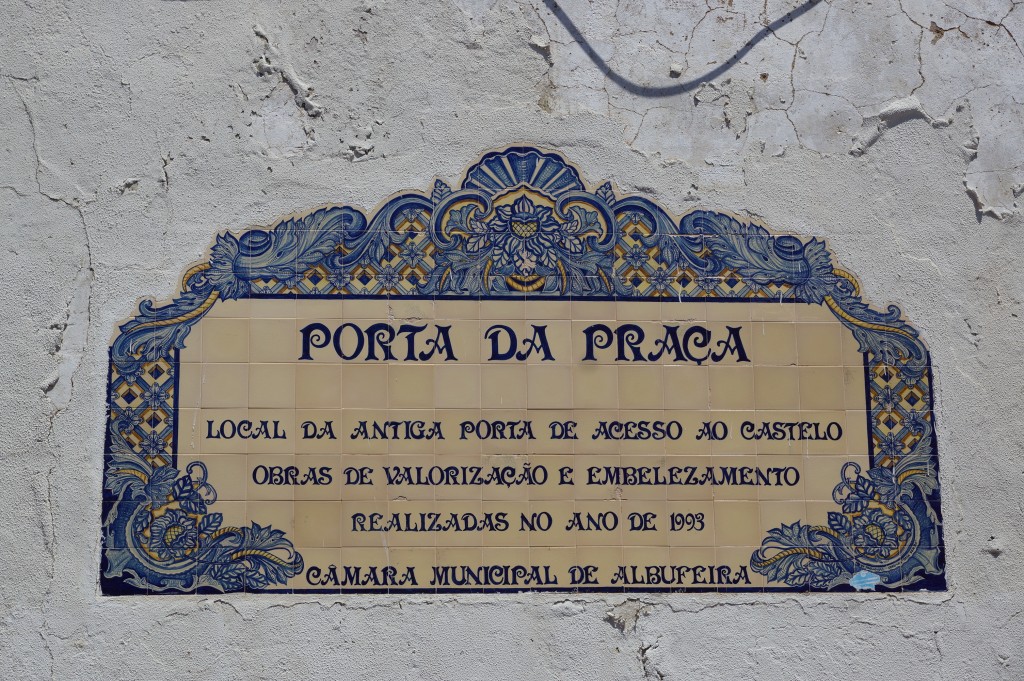 PORTA DA PRAÇA
LOCAL DA ANTIGA PORTA DE ACESSO AO CASTELO
OBRAS DE VALORIZAÇÃO E EMBELEZAMENTO
REALIZADAS NO ANO DE 1993
CÂMARA MUNICIPAL DE ALBUFEIRA